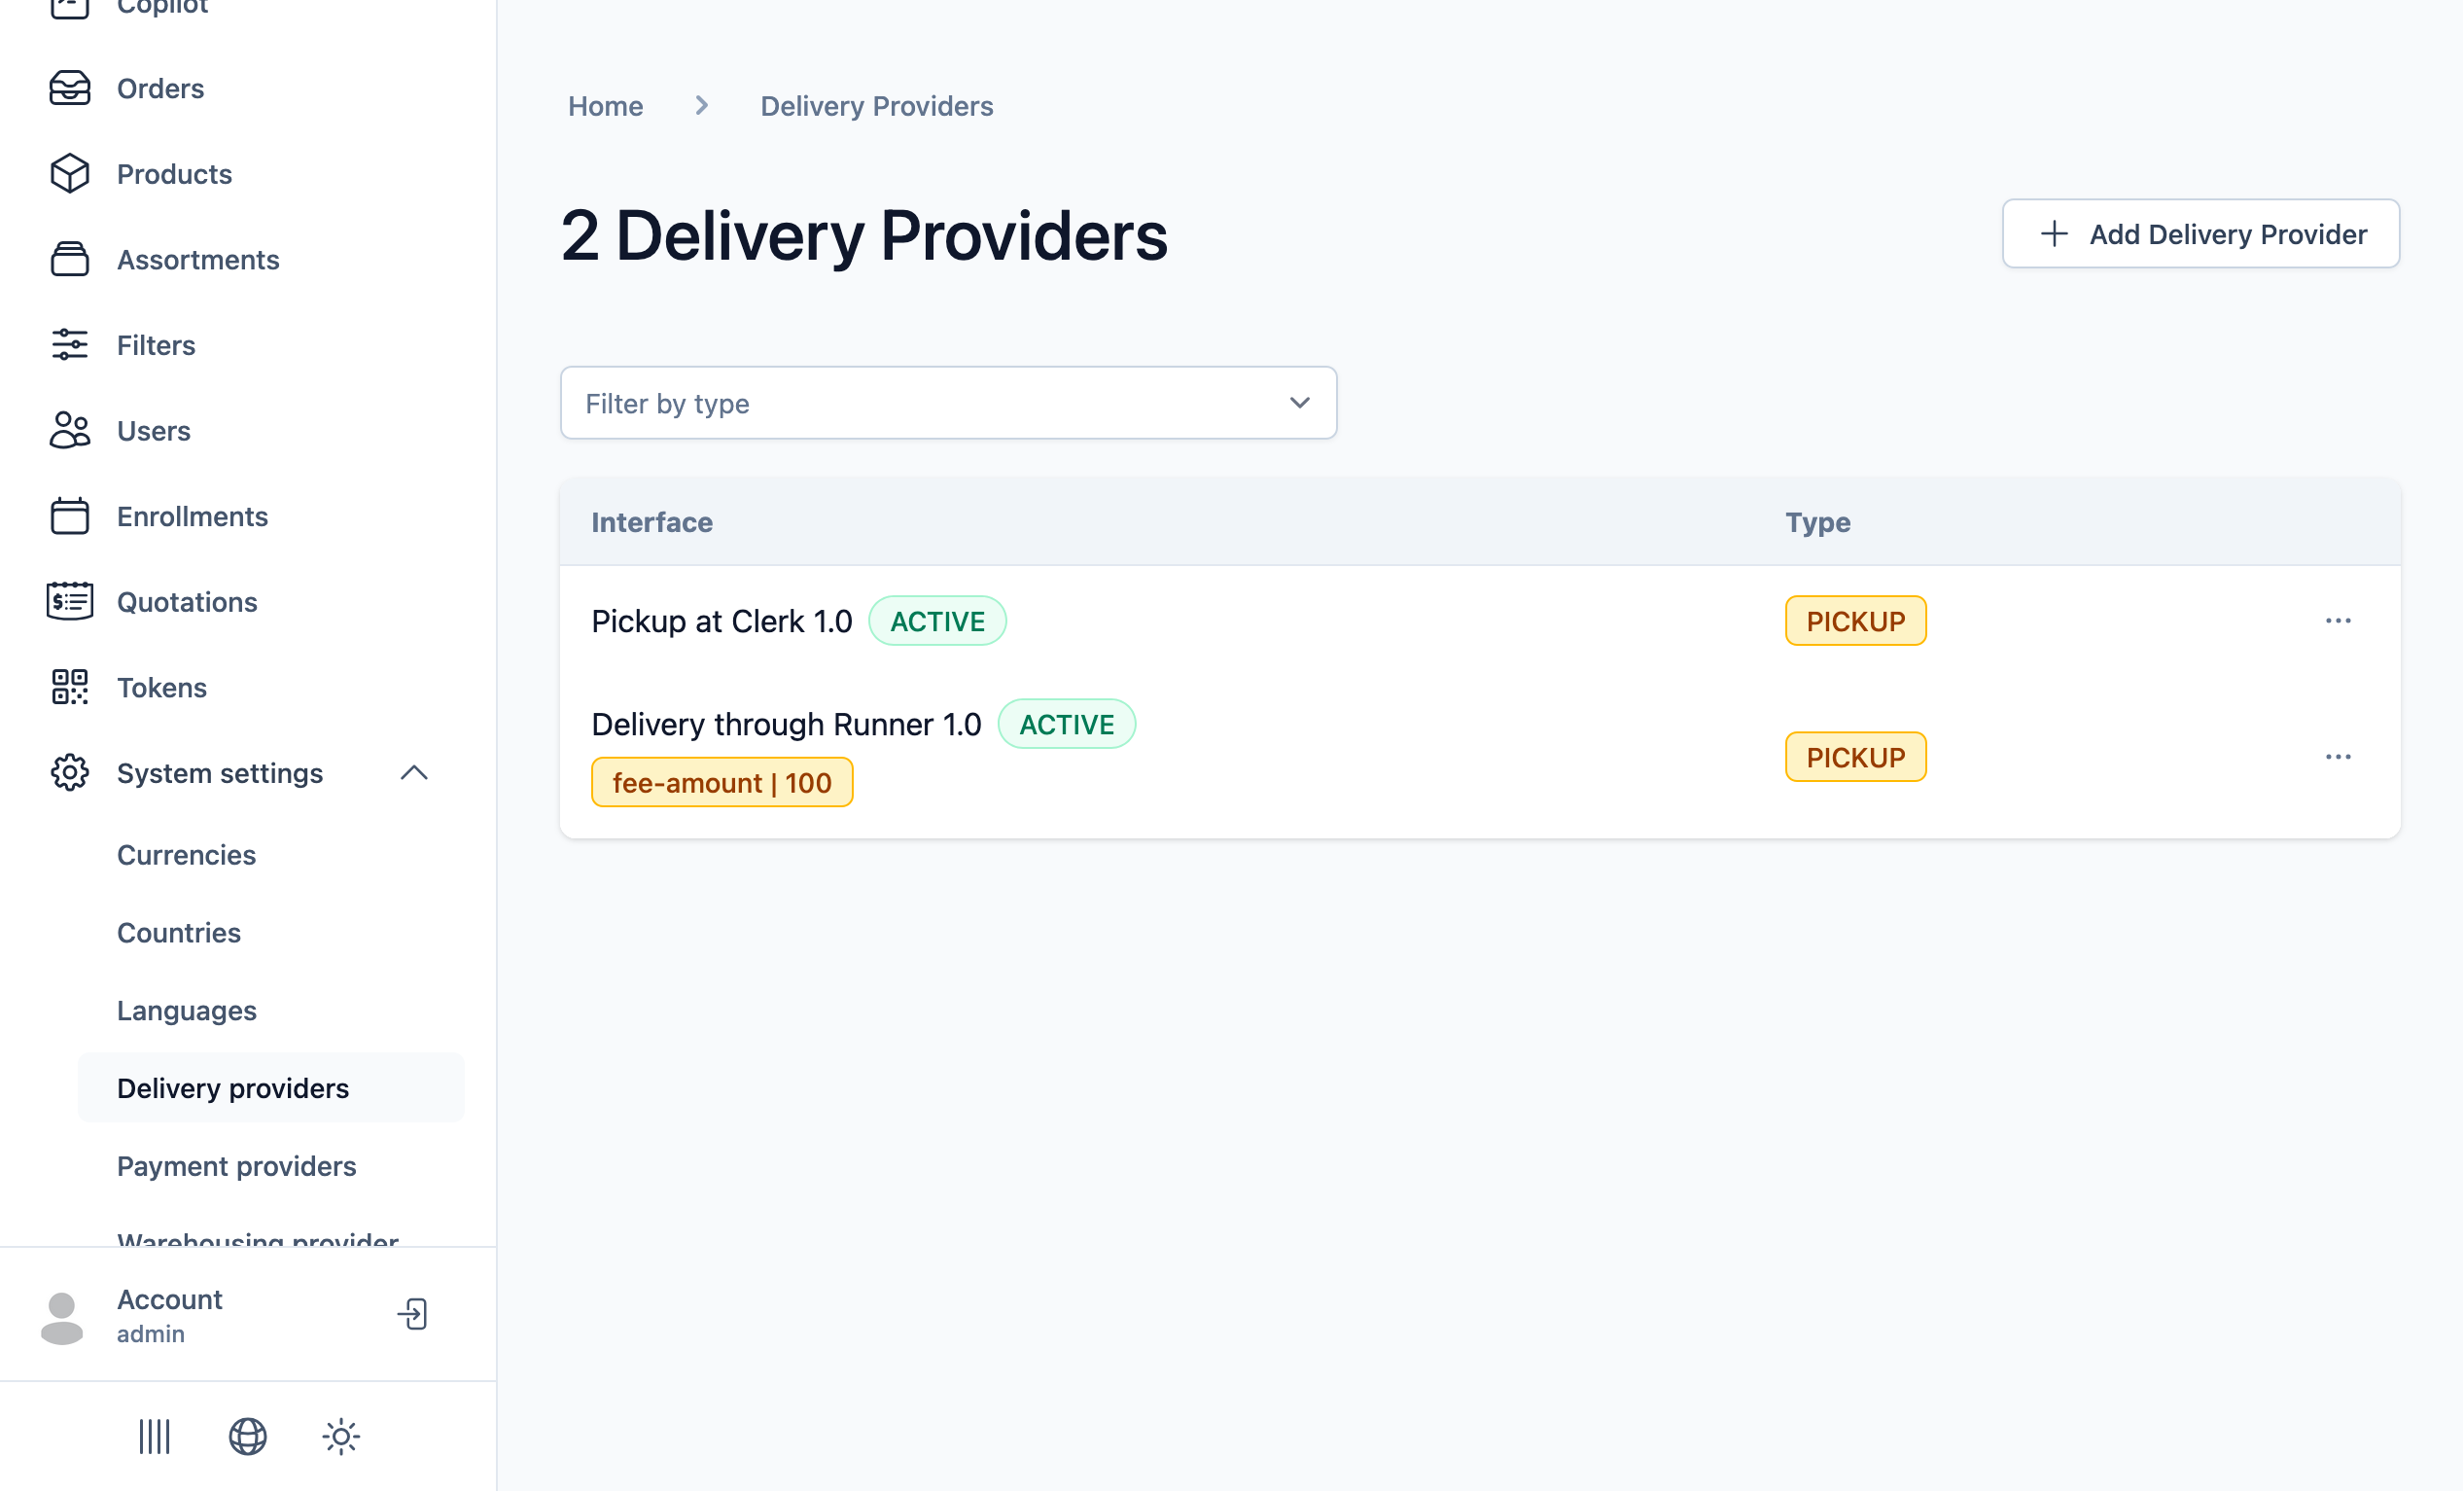 Copilot
Orders
Products
Assortments
Filters
Users
Enrollments
Quotations
Tokens
System settings
Currencies
Countries
Languages
Delivery providers
Payment providers
Warehousing provider
Account
admin
Home > Delivery Providers
2 Delivery Providers
+ Add Delivery Provider
Filter by type
Interface Type
Pickup at Clerk 1.0 ACTIVE PICKUP ...
Delivery through Runner 1.0 ACTIVE
fee-amount | 100 PICKUP ...